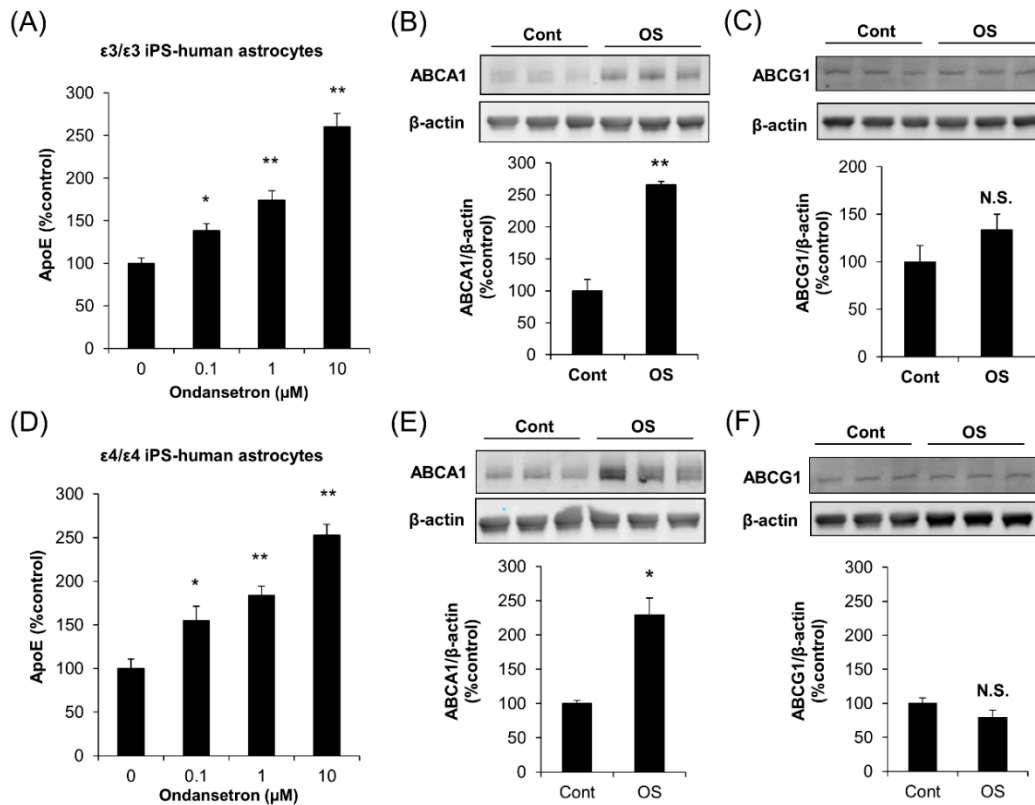 (A)
ε3/ε3 iPS-human astrocytes
ApoE (%control)
300
250
200
150
100
50
0
*
**
**
0 0.1 1 10
Ondansetron (μM)
(B)
Cont OS
ABCA1
β-actin
ABCA1/β-actin
(%control)
300
250
200
150
100
50
0
**
Cont OS
(C)
Cont OS
ABCG1
β-actin
ABCG1/β-actin
(%control)
200
150
100
50
0
N.S.
Cont OS
(D)
ε4/ε4 iPS-human astrocytes
ApoE (%control)
300
250
200
150
100
50
0
*
**
**
0 0.1 1 10
Ondansetron (μM)
(E)
Cont OS
ABCA1
β-actin
ABCA1/β-actin
(%control)
300
250
200
150
100
50
0
*
Cont OS
(F)
Cont OS
ABCG1
β-actin
ABCG1/β-actin
(%control)
300
250
200
150
100
50
0
N.S.
Cont OS